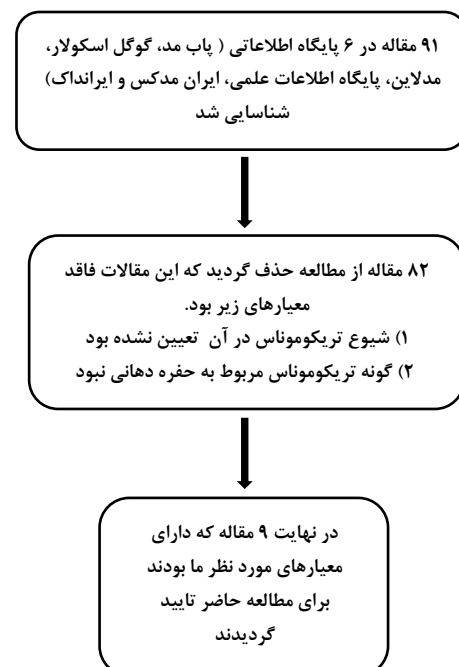 ۹۱ مقاله در ۶ پایگاه اطلاعاتی ( پاب مد، گوگل اسکولار،
مدلاین، پایگاه اطلاعات علمی، ایران مدکس و ایرانداک)
شناسایی شد
۸۲ مقاله از مطالعه حذف گردید که این مقالات فاقد
معیارهای زیر بود.
۱) شیوع تریکوموناس در آن تعیین نشده بود
۲) گونه تریکوموناس مربوط به حفره دهانی نبود
در نهایت ۹ مقاله که دارای
معیارهای مورد نظر ما بودند
برای مطالعه حاضر تایید
گردیدند